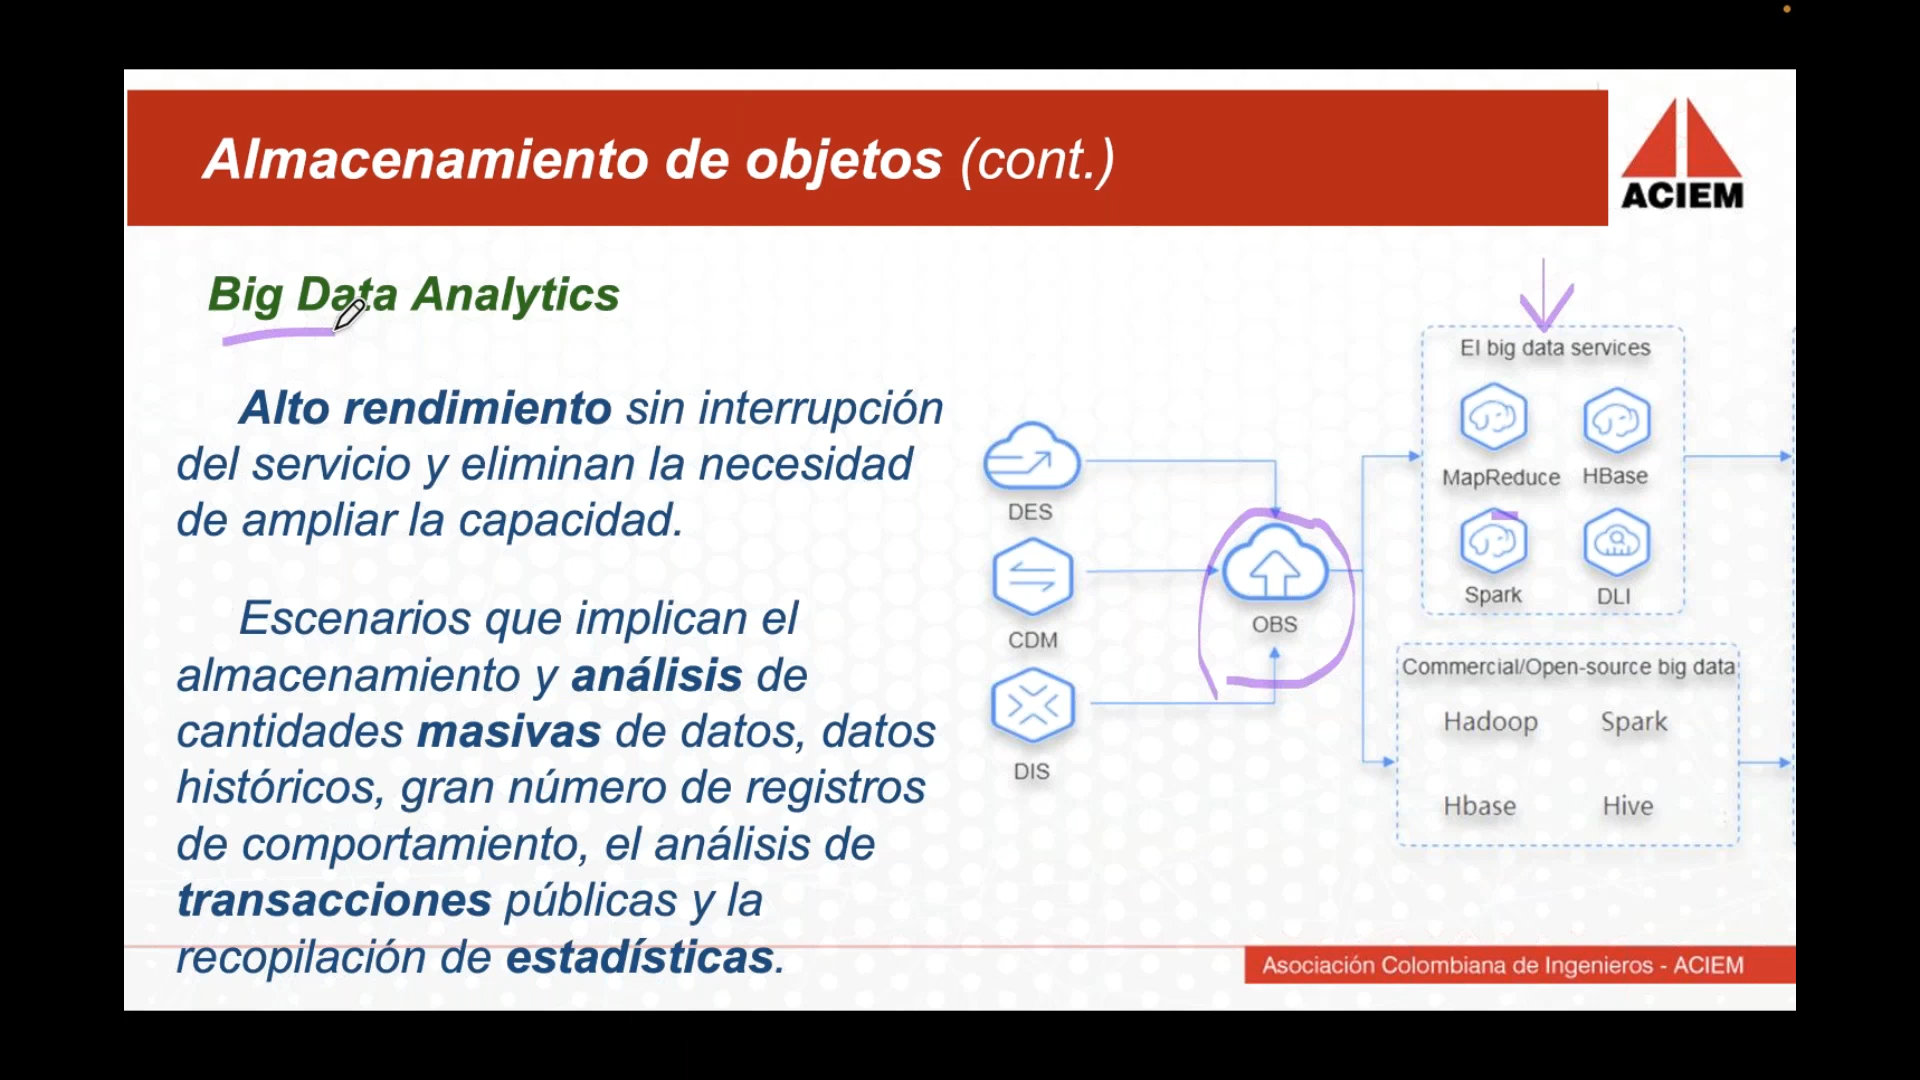 Almacenamiento de objetos (cont.)
ACIEM
Big Data Analytics
Alto rendimiento sin interrupción
del servicio y eliminan la necesidad
de ampliar la capacidad.
Escenarios que implican el
almacenamiento y análisis de
cantidades masivas de datos, datos
históricos, gran número de registros
de comportamiento, el análisis de
transacciones públicas y la
recopilación de estadísticas.
DES
CDM
DIS
OBS
EI big data services
MapReduce HBase
Spark DLI
Commercial/Open-source big data
Hadoop Spark
Hbase Hive
Asociación Colombiana de Ingenieros - ACIEM